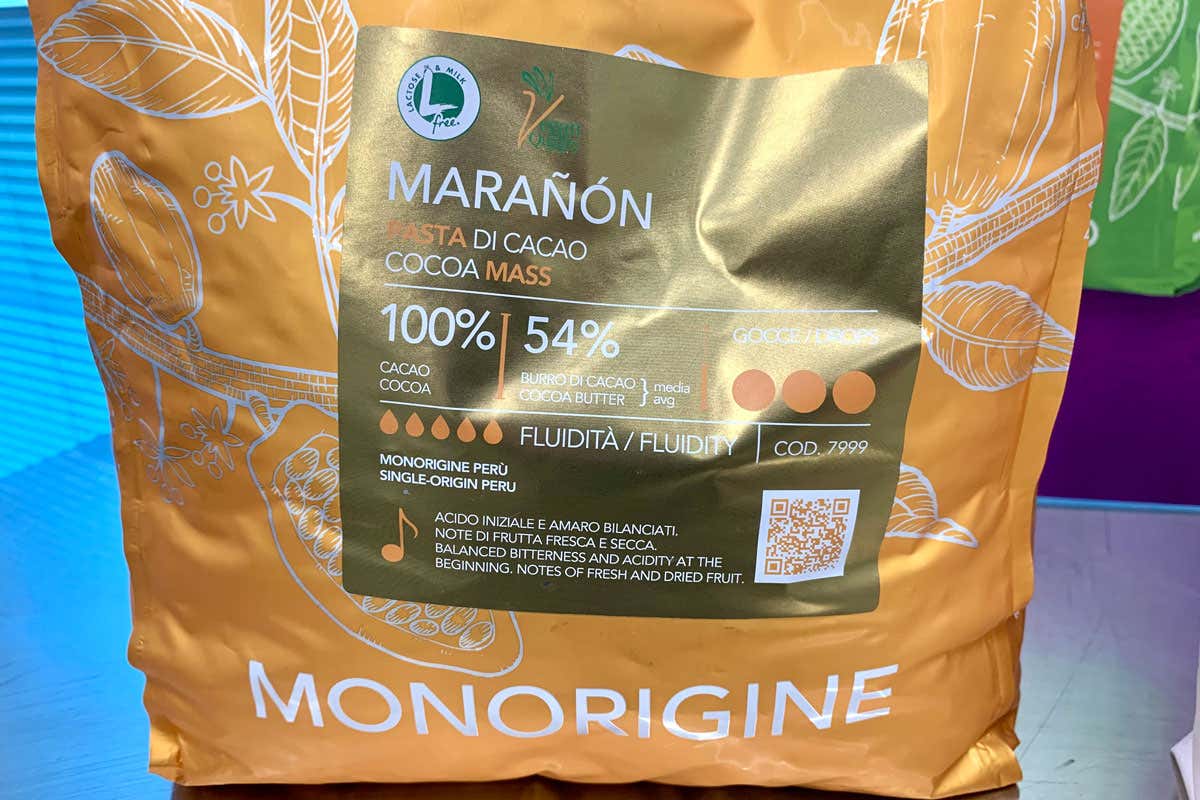 LACTOSE & MILK
free.
MARAÑÓN
PASTA DI CACAO
COCOA MASS
100%
CACAO
COCOA
54%
BURRO DI CACAO
COCOA BUTTER
} media
avg
GOCCE / DROPS
FLUIDITÀ / FLUIDITY
COD. 7999
MONORIGINE PERÙ
SINGLE-ORIGIN PERU
ACIDO INIZIALE E AMARO BILANCIATI.
NOTE DI FRUTTA FRESCA E SECCA.
BALANCED BITTERNESS AND ACIDITY AT THE
BEGINNING. NOTES OF FRESH AND DRIED FRUIT.
MONORIGINE